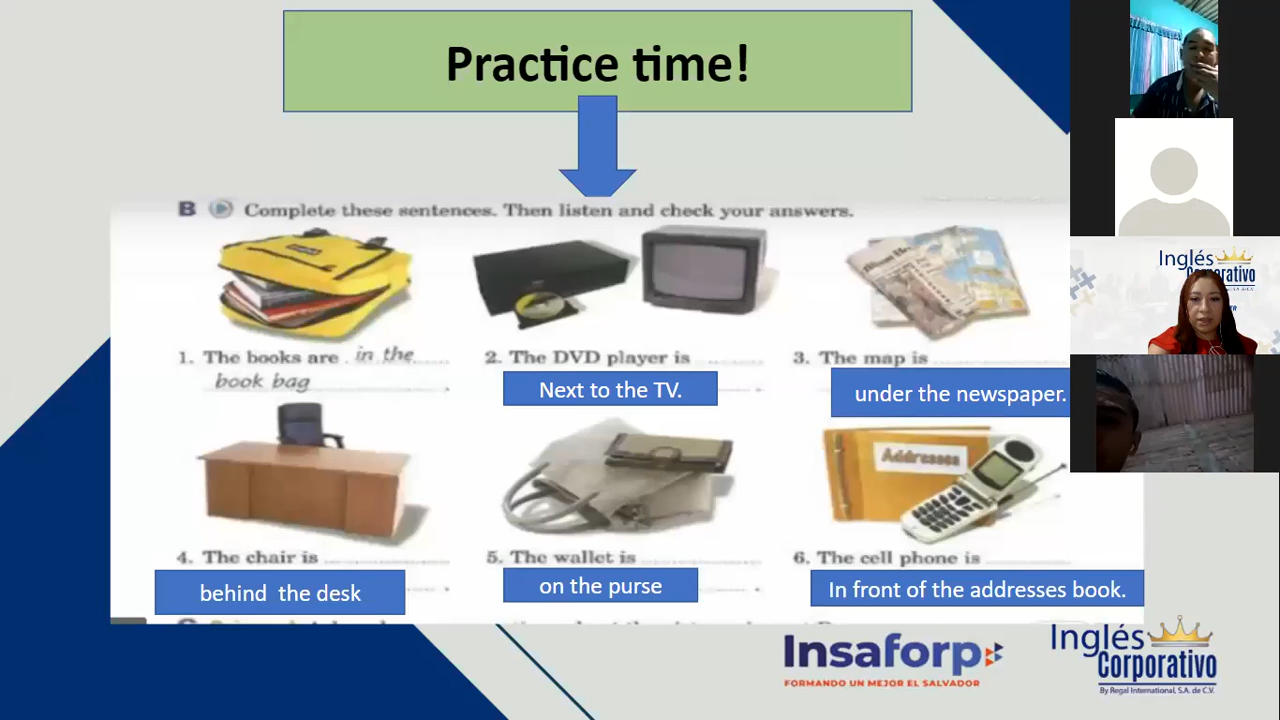 Practice time!
B Complete these sentences. Then listen and check your answers.
1. The books are in the
book bag
2. The DVD player is
Next to the TV.
3. The map is
under the newspaper.
Addresses
4. The chair is
behind the desk
5. The wallet is
on the purse
6. The cell phone is
In front of the addresses book.
Insaforp
FORMANDO UN MEJOR EL SALVADOR
Inglés
Corporativo
By Regal International, S.A. de C.V.
Inglés
Corporativo